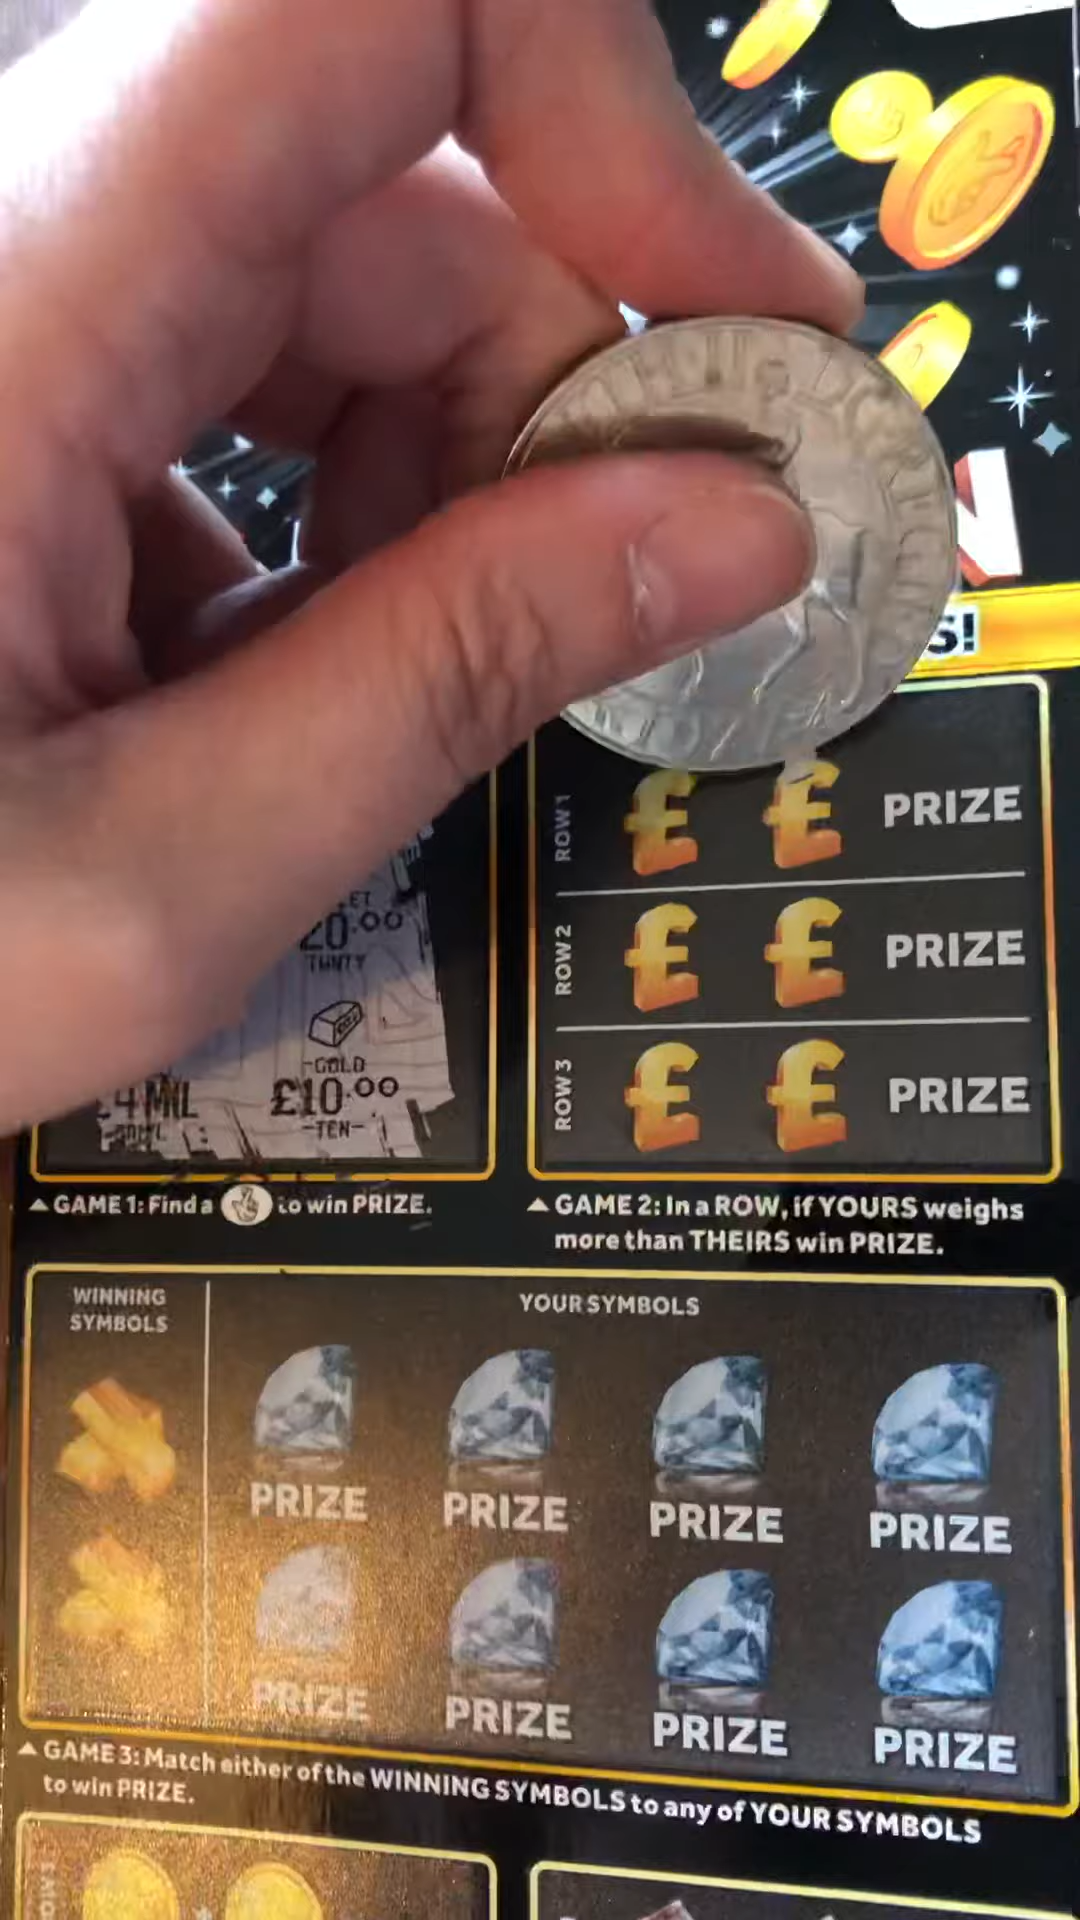 S!
ROW 1
PRIZE
ROW 2
PRIZE
ROW 3
PRIZE
20.00
£4MIL
GOLD
£10.00
-TEN-
GAME 1: Find a to win PRIZE.
GAME 2: In a ROW, if YOURS weighs
more than THEIRS win PRIZE.
WINNING
SYMBOLS
YOUR SYMBOLS
PRIZE PRIZE PRIZE PRIZE
PRIZE PRIZE PRIZE PRIZE
GAME 3: Match either of the WINNING SYMBOLS to any of YOUR SYMBOLS
to win PRIZE.